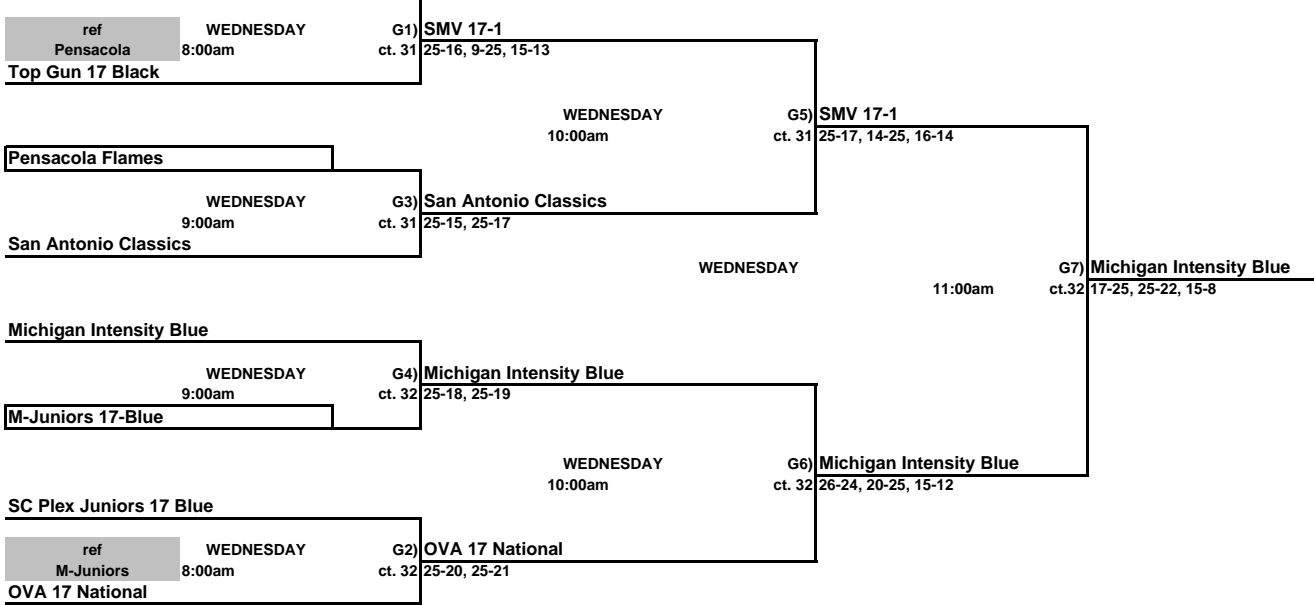 ref WEDNESDAY G1) SMV 17-1
Pensacola 8:00am ct. 31 25-16, 9-25, 15-13
Top Gun 17 Black
WEDNESDAY G5) SMV 17-1
10:00am ct. 31 25-17, 14-25, 16-14
Pensacola Flames
WEDNESDAY G3) San Antonio Classics
9:00am ct. 31 25-15, 25-17
San Antonio Classics
WEDNESDAY G7) Michigan Intensity Blue
11:00am ct.32 17-25, 25-22, 15-8
Michigan Intensity Blue
WEDNESDAY G4) Michigan Intensity Blue
9:00am ct. 32 25-18, 25-19
M-Juniors 17-Blue
WEDNESDAY G6) Michigan Intensity Blue
10:00am ct. 32 26-24, 20-25, 15-12
SC Plex Juniors 17 Blue
ref WEDNESDAY G2) OVA 17 National
M-Juniors 8:00am ct. 32 25-20, 25-21
OVA 17 National